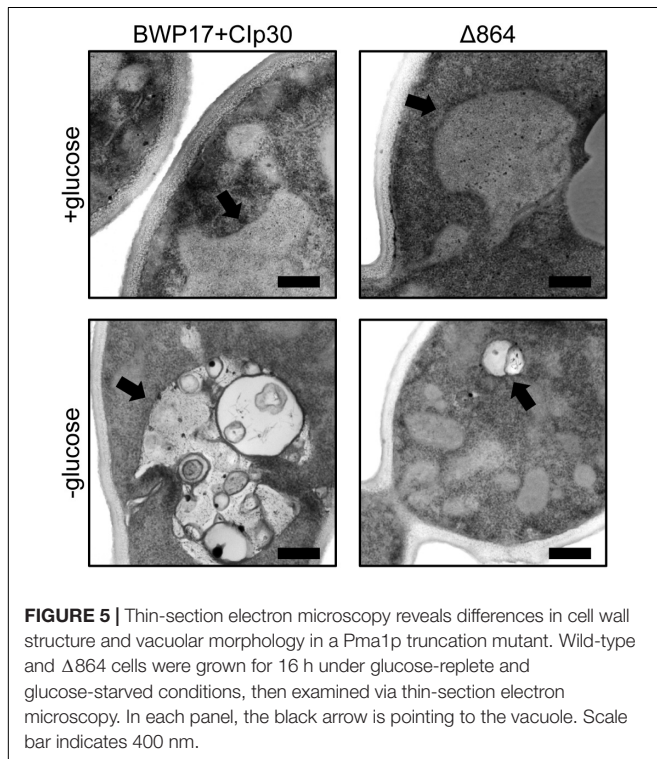 BWP17+CIp30
Δ864
+glucose
-glucose
FIGURE 5 | Thin-section electron microscopy reveals differences in cell wall
structure and vacuolar morphology in a Pma1p truncation mutant. Wild-type
and Δ864 cells were grown for 16 h under glucose-replete and
glucose-starved conditions, then examined via thin-section electron
microscopy. In each panel, the black arrow is pointing to the vacuole. Scale
bar indicates 400 nm.